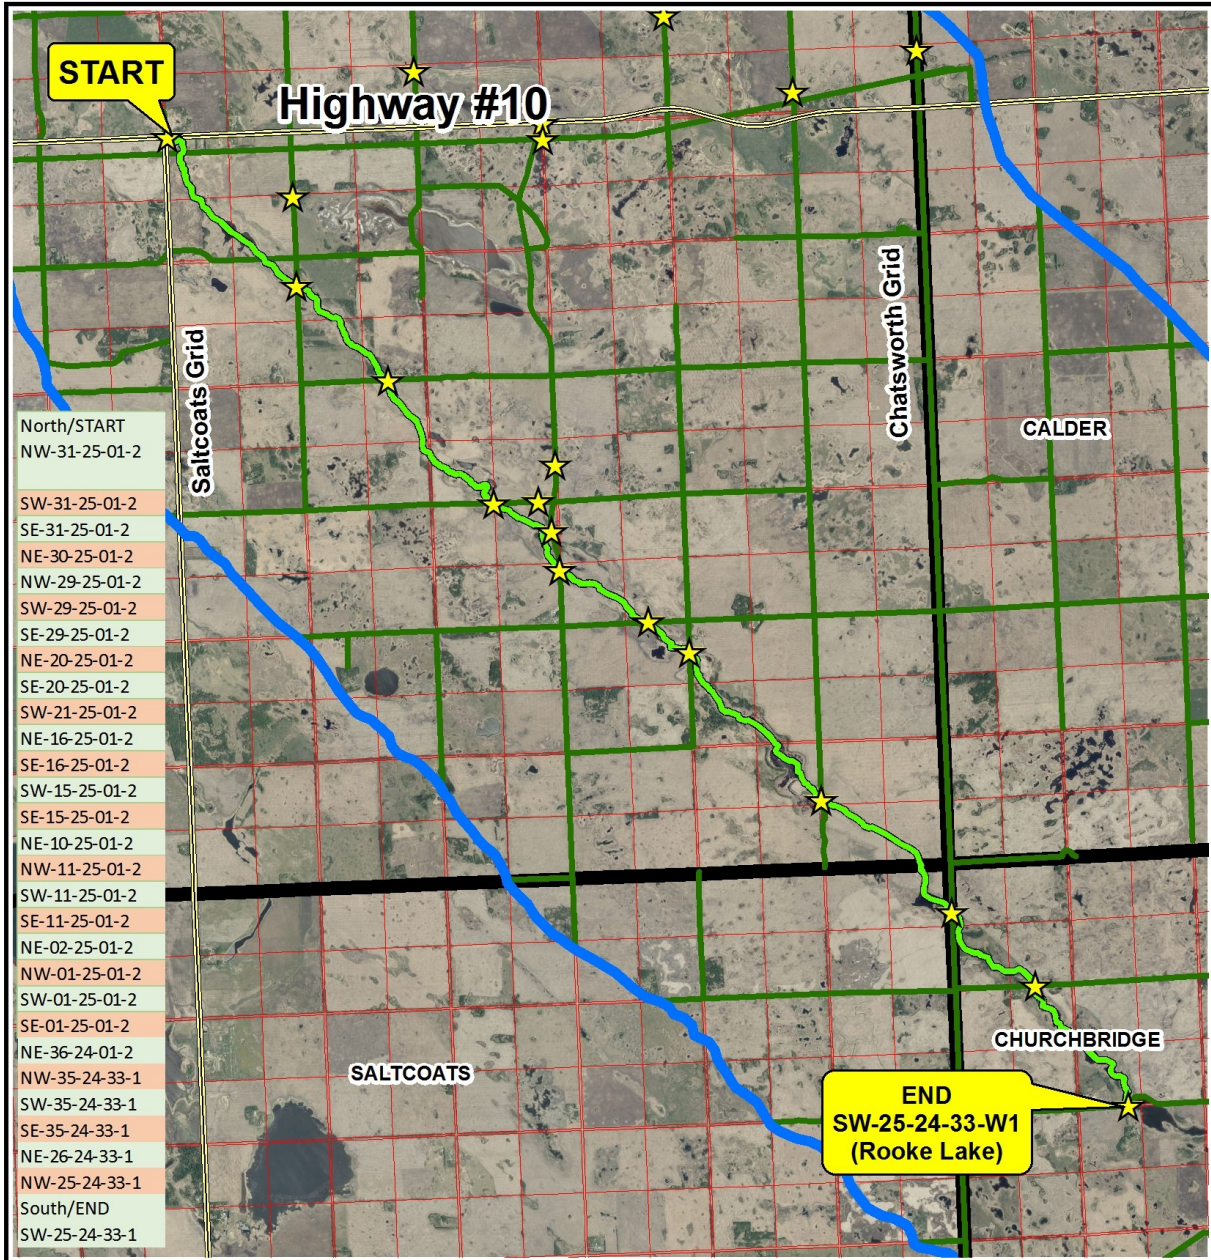 START
Highway #10
Saltcoats Grid
Chatsworth Grid
CALDER
North/START
NW-31-25-01-2
SW-31-25-01-2
SE-31-25-01-2
NE-30-25-01-2
NW-29-25-01-2
SW-29-25-01-2
SE-29-25-01-2
NE-20-25-01-2
SE-20-25-01-2
SW-21-25-01-2
NE-16-25-01-2
SE-16-25-01-2
SW-15-25-01-2
SE-15-25-01-2
NE-10-25-01-2
NW-11-25-01-2
SW-11-25-01-2
SE-11-25-01-2
NE-02-25-01-2
NW-01-25-01-2
SW-01-25-01-2
SE-01-25-01-2
NE-36-24-01-2
NW-35-24-33-1
SW-35-24-33-1
SE-35-24-33-1
NE-26-24-33-1
NW-25-24-33-1
South/END
SW-25-24-33-1
SALTCOATS
CHURCHBRIDGE
END
SW-25-24-33-W1
(Rooke Lake)